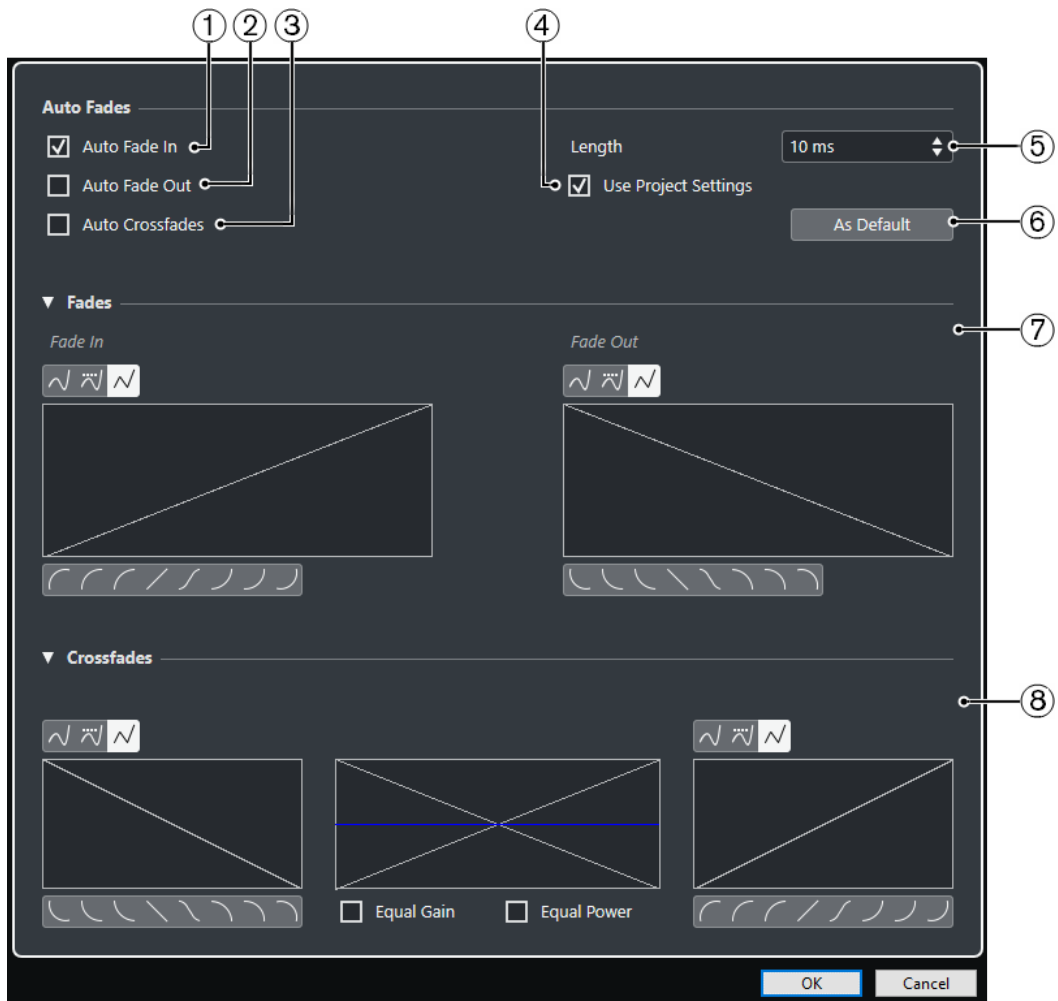 ① ② ③ ④
Auto Fades
Auto Fade In
Length
10 ms
⑤
Auto Fade Out
Use Project Settings
Auto Crossfades
As Default
⑥
Fades
⑦
Fade In
Fade Out
Crossfades
⑧
Equal Gain
Equal Power
OK
Cancel